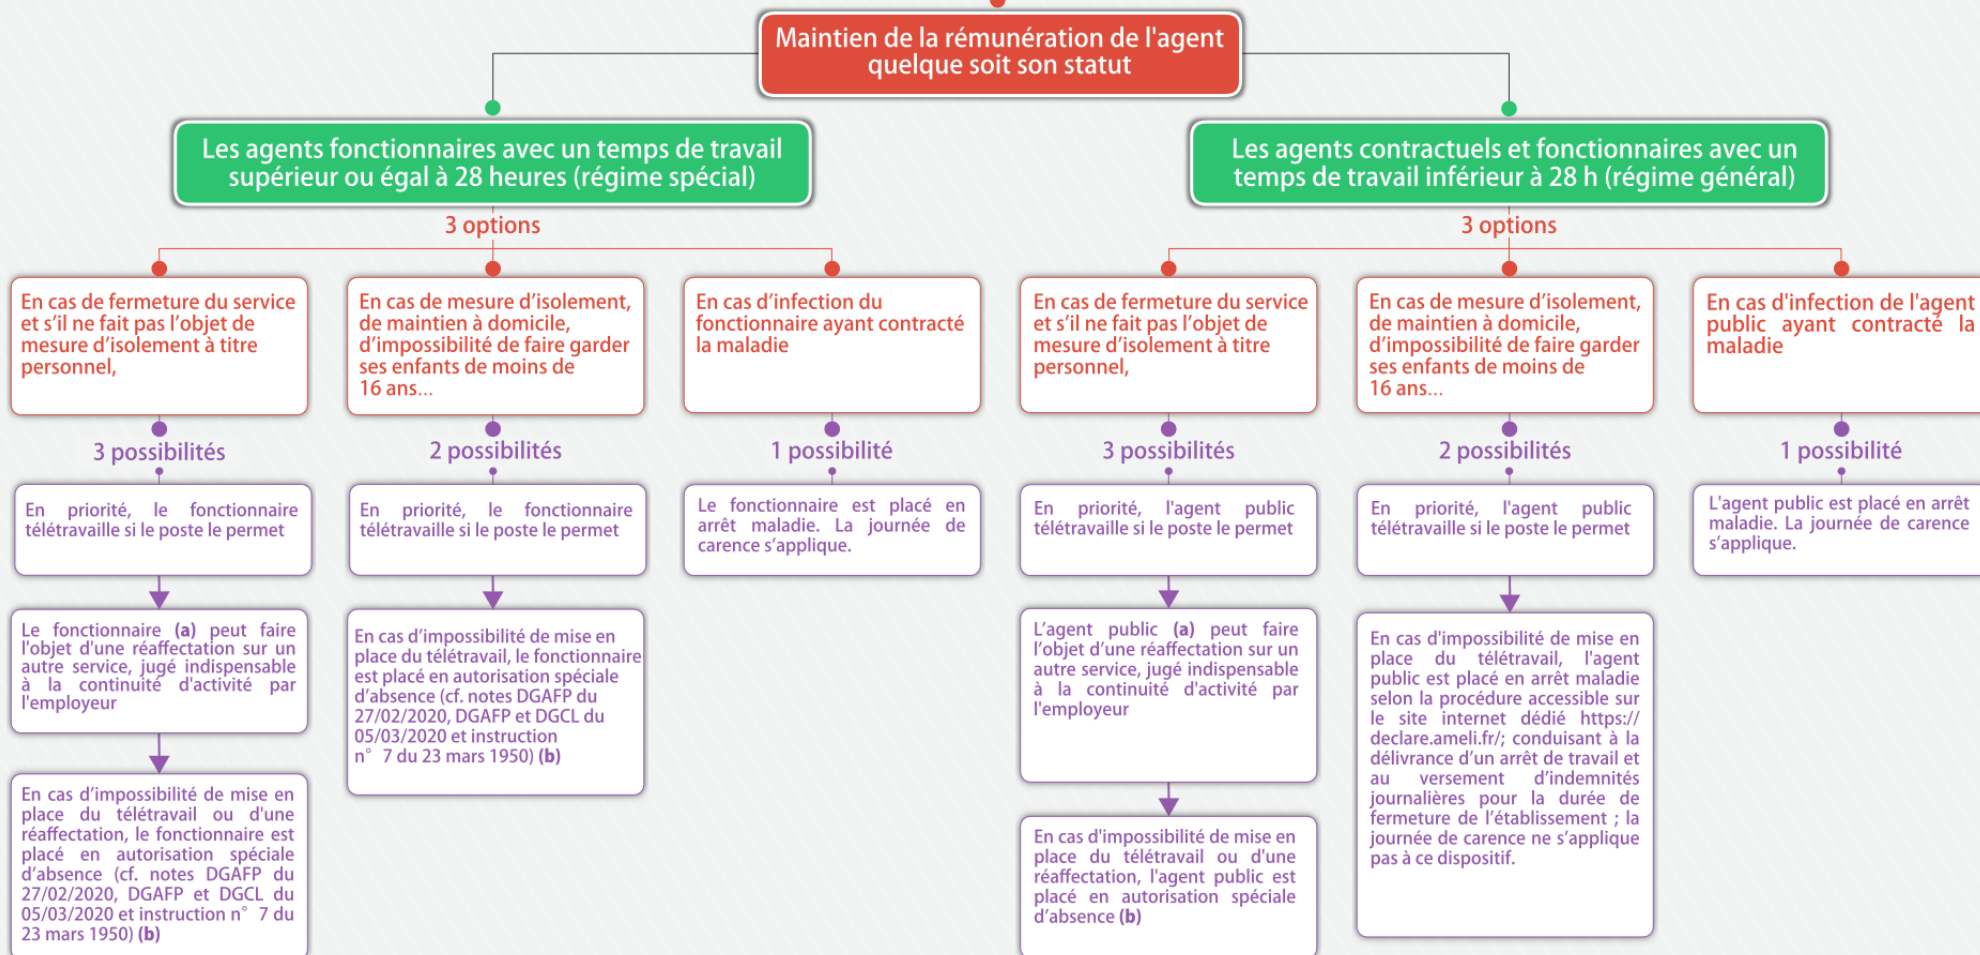 Maintien de la rémunération de l'agent
quelque soit son statut
Les agents fonctionnaires avec un temps de travail
supérieur ou égal à 28 heures (régime spécial)
3 options
En cas de fermeture du service
et s'il ne fait pas l'objet de
mesure d'isolement à titre
personnel,
3 possibilités
En priorité, le fonctionnaire
télétravaille si le poste le permet
Le fonctionnaire (a) peut faire
l'objet d'une réaffectation sur un
autre service, jugé indispensable
à la continuité d'activité par
l'employeur
En cas d'impossibilité de mise en
place du télétravail ou d'une
réaffectation, le fonctionnaire est
placé en autorisation spéciale
d'absence (cf. notes DGAFP du
27/02/2020, DGAFP et DGCL du
05/03/2020 et instruction n° 7 du
23 mars 1950) (b)
En cas de mesure d'isolement,
de maintien à domicile,
d'impossibilité de faire garder
ses enfants de moins de
16 ans...
2 possibilités
En priorité, le fonctionnaire
télétravaille si le poste le permet
En cas d'impossibilité de mise en
place du télétravail, le fonctionnaire
est placé en autorisation spéciale
d'absence (cf. notes DGAFP du
27/02/2020, DGAFP et DGCL du
05/03/2020 et instruction
n° 7 du 23 mars 1950) (b)
En cas d'infection du
fonctionnaire ayant contracté
la maladie
1 possibilité
Le fonctionnaire est placé en
arrêt maladie. La journée de
carence s'applique.
Les agents contractuels et fonctionnaires avec un
temps de travail inférieur à 28 h (régime général)
3 options
En cas de fermeture du service
et s'il ne fait pas l'objet de
mesure d'isolement à titre
personnel,
3 possibilités
En priorité, l'agent public
télétravaille si le poste le permet
L'agent public (a) peut faire
l'objet d'une réaffectation sur un
autre service, jugé indispensable
à la continuité d'activité par
l'employeur
En cas d'impossibilité de mise en
place du télétravail ou d'une
réaffectation, l'agent public est
placé en autorisation spéciale
d'absence (b)
En cas de mesure d'isolement,
de maintien à domicile,
d'impossibilité de faire garder
ses enfants de moins de
16 ans...
2 possibilités
En priorité, l'agent public
télétravaille si le poste le permet
En cas d'impossibilité de mise en
place du télétravail, l'agent
public est placé en arrêt maladie
selon la procédure accessible sur
le site internet dédié https://
declare.ameli.fr/; conduisant à la
délivrance d'un arrêt de travail et
au versement d'indemnités
journalières pour la durée de
fermeture de l'établissement ; la
journée de carence ne s'applique
pas à ce dispositif.
En cas d'infection de l'agent
public ayant contracté la
maladie
1 possibilité
L'agent public est placé en arrêt
maladie. La journée de carence
s'applique.